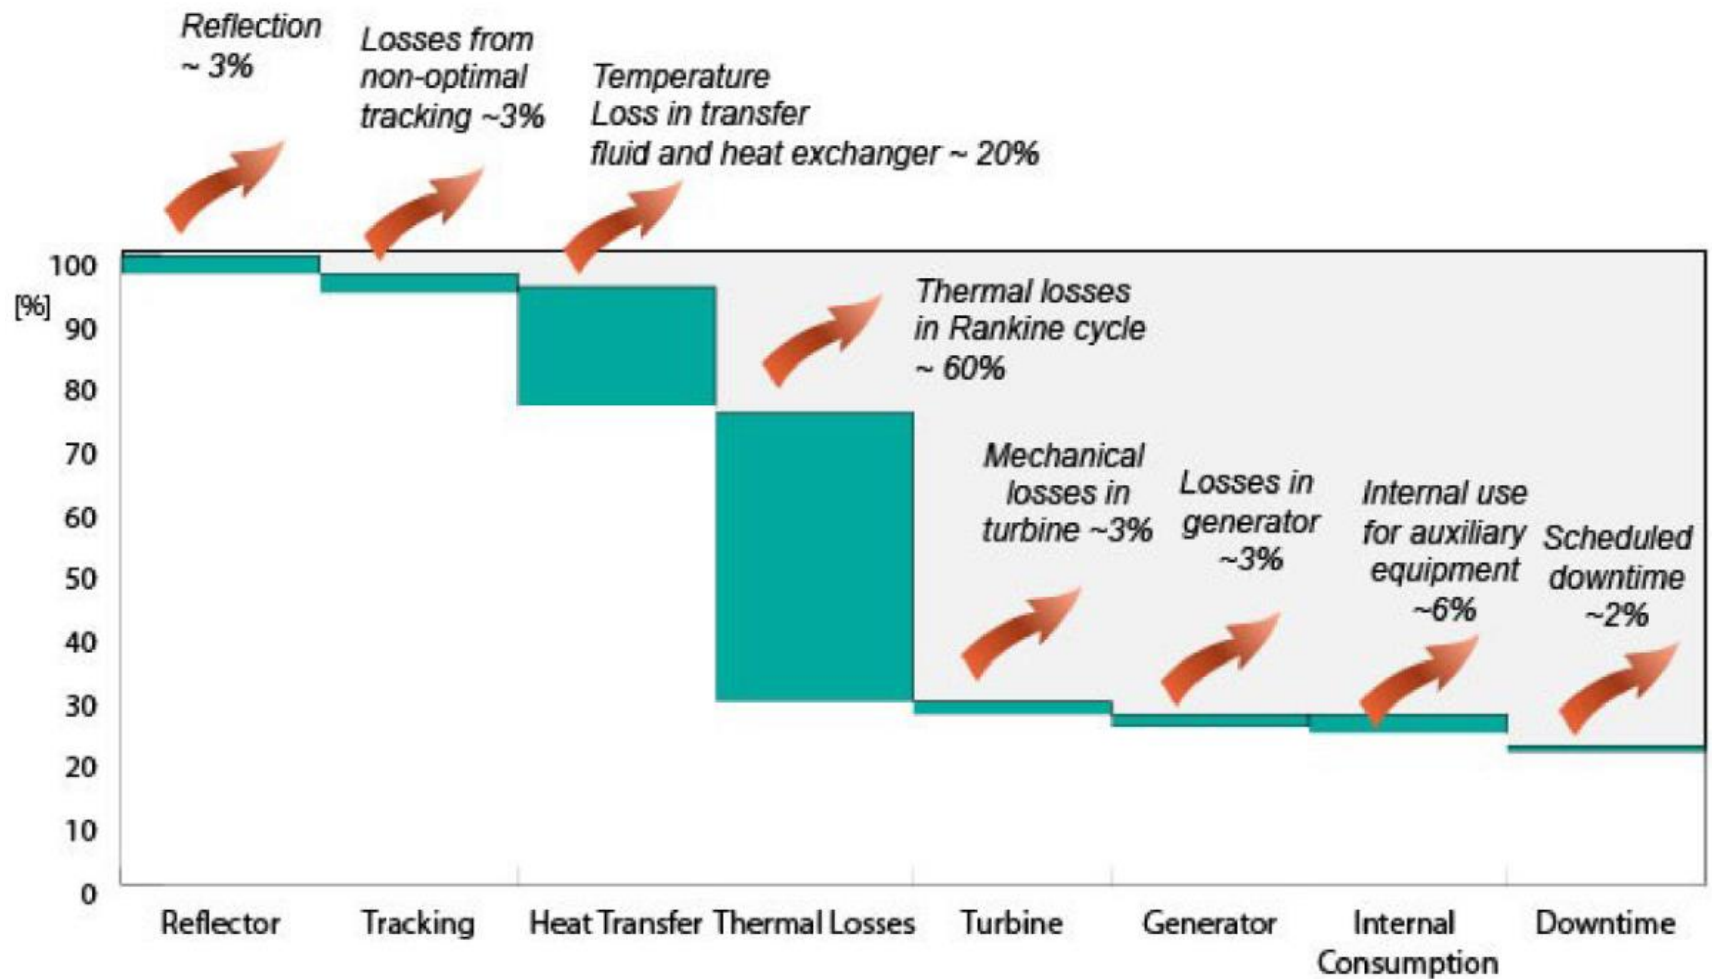 Reflection
~ 3%
Losses from
non-optimal
tracking ~3%
Temperature
Loss in transfer
fluid and heat exchanger ~ 20%
Thermal losses
in Rankine cycle
~ 60%
Mechanical
losses in
turbine ~3%
Losses in
generator
~3%
Internal use
for auxiliary
equipment
~6%
Scheduled
downtime
~2%
[%]
100
90
80
70
60
50
40
30
20
10
0
Reflector
Tracking
Heat Transfer
Thermal Losses
Turbine
Generator
Internal
Consumption
Downtime